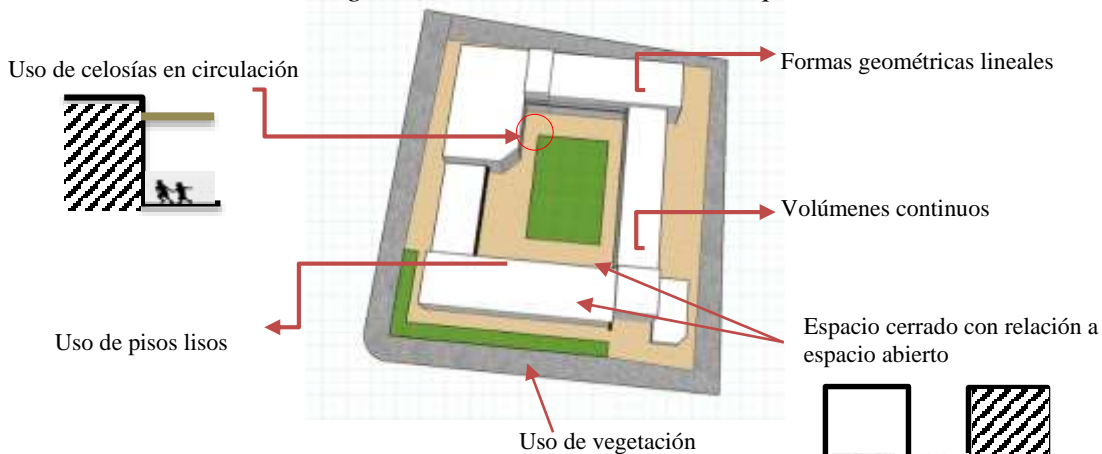 Uso de celosías en circulación
Formas geométricas lineales
Volúmenes continuos
Uso de pisos lisos
Espacio cerrado con relación a
espacio abierto
Uso de vegetación